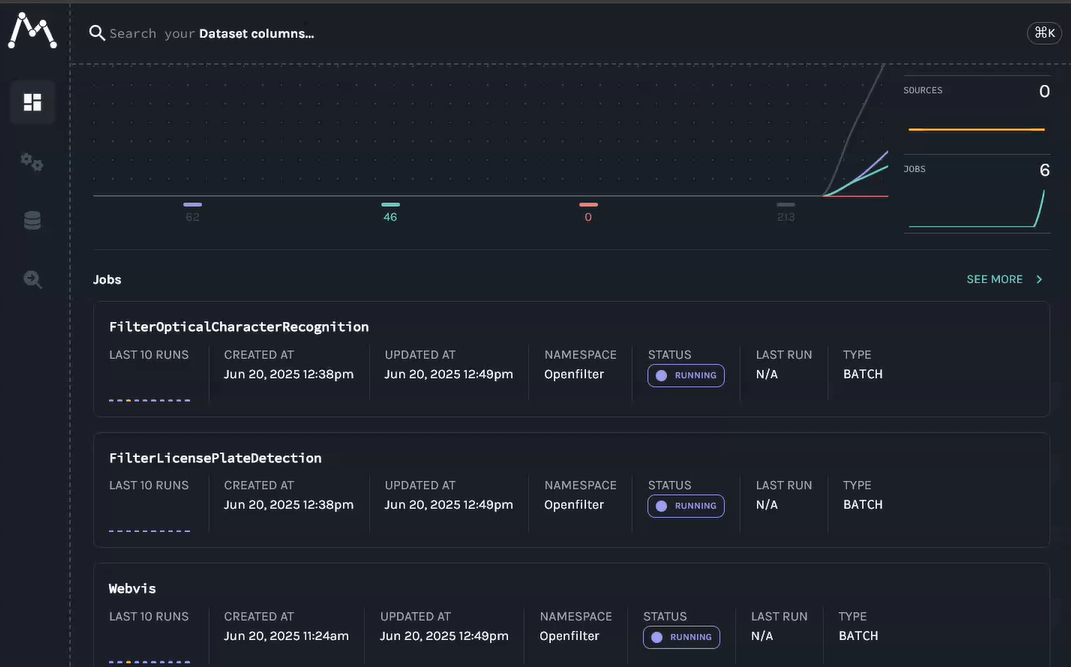 Search your Dataset columns...
⌘K
SOURCES
0
JOBS
6
62
46
0
213
Jobs
SEE MORE
FilterOpticalCharacterRecognition
LAST 10 RUNS CREATED AT UPDATED AT NAMESPACE STATUS LAST RUN TYPE
Jun 20, 2025 12:38pm Jun 20, 2025 12:49pm Openfilter RUNNING N/A BATCH
FilterLicensePlateDetection
LAST 10 RUNS CREATED AT UPDATED AT NAMESPACE STATUS LAST RUN TYPE
Jun 20, 2025 12:38pm Jun 20, 2025 12:49pm Openfilter RUNNING N/A BATCH
Webvis
LAST 10 RUNS CREATED AT UPDATED AT NAMESPACE STATUS LAST RUN TYPE
Jun 20, 2025 11:24am Jun 20, 2025 12:49pm Openfilter RUNNING N/A BATCH